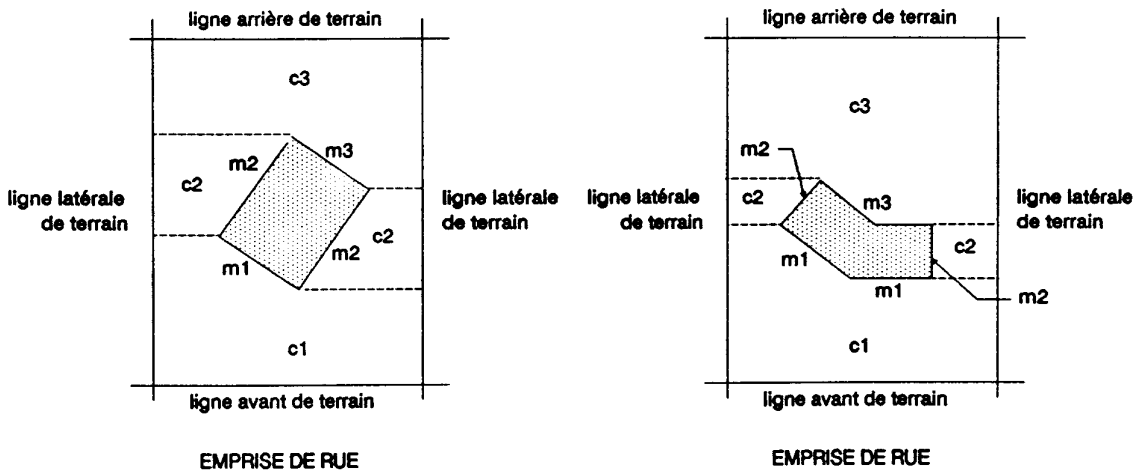 ligne arrière de terrain
c3
m2
m3
c2
ligne latérale
de terrain
ligne latérale
de terrain
c2
m2
m1
c1
ligne avant de terrain
EMPRISE DE RUE
ligne arrière de terrain
c3
m2
c2
m3
ligne latérale
de terrain
ligne latérale
de terrain
c2
m1
m1
m2
c1
ligne avant de terrain
EMPRISE DE RUE